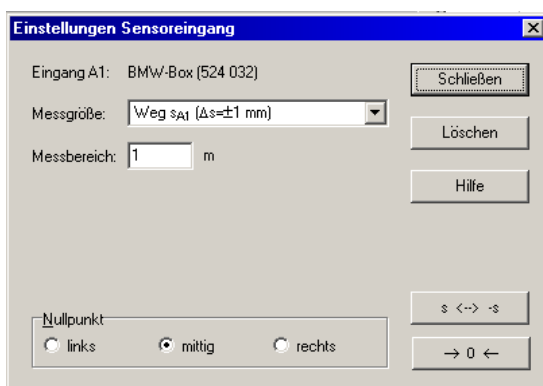 Einstellungen Sensoreingang
Eingang A1: BMW-Box (524 032)
Schließen
Messgröße: Weg sA1 (Δs=±1 mm)
Löschen
Messbereich: 1 m
Hilfe
s <--> -s
Nullpunkt
links mittig rechts
→ 0 ←